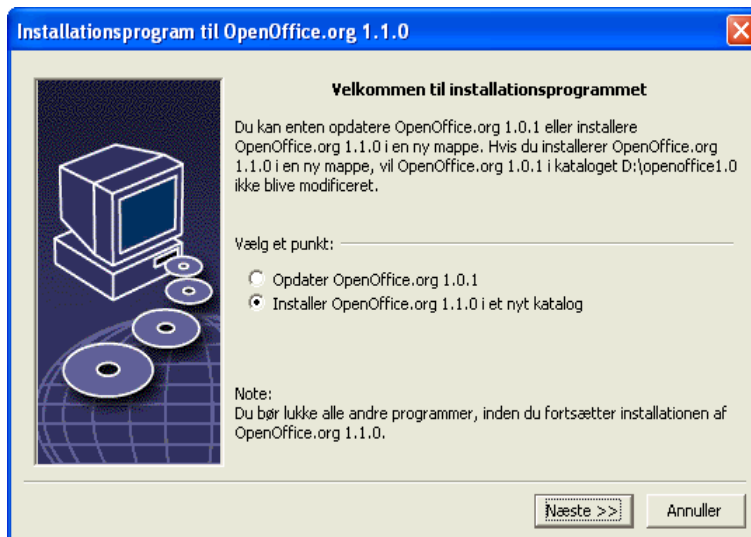 Installationsprogram til OpenOffice.org 1.1.0
Velkommen til installationsprogrammet
Du kan enten opdatere OpenOffice.org 1.0.1 eller installere
OpenOffice.org 1.1.0 i en ny mappe. Hvis du installerer OpenOffice.org
1.1.0 i en ny mappe, vil OpenOffice.org 1.0.1 i kataloget D:\openoffice1.0
ikke blive modificeret.
Vælg et punkt:
Opdater OpenOffice.org 1.0.1
Installer OpenOffice.org 1.1.0 i et nyt katalog
Note:
Du bør lukke alle andre programmer, inden du fortsætter installationen af
OpenOffice.org 1.1.0.
Næste >>
Annuller